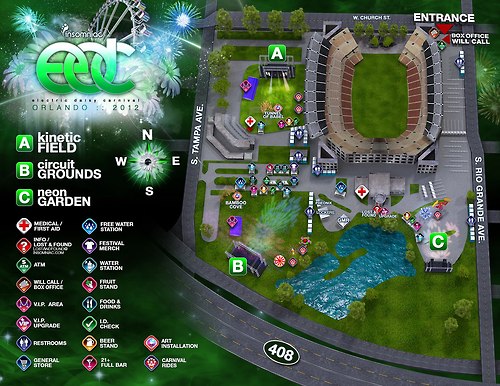 insomniac
edc
electric daisy carnival
ORLANDO :: 2012
A kinetic
FIELD
B circuit
GROUNDS
C neon
GARDEN
N
W E
S
MEDICAL /
FIRST AID
INFO /
LOST & FOUND
ATM
WILL CALL /
BOX OFFICE
V.I.P. AREA
VIP
V.I.P.
UPGRADE
RESTROOMS
GENERAL
STORE
FREE WATER
STATION
FESTIVAL
MERCH
WATER
STATION
FRUIT
STAND
FOOD &
DRINKS
I.D.
CHECK
BEER
STAND
21+
FULL BAR
ART
INSTALLATION
CARNIVAL
RIDES
W. CHURCH ST.
ENTRANCE
BOX OFFICE
WILL CALL
S. TAMPA AVE.
S. RIO GRANDE AVE.
A
BAMBOO
COVE
B
C
408